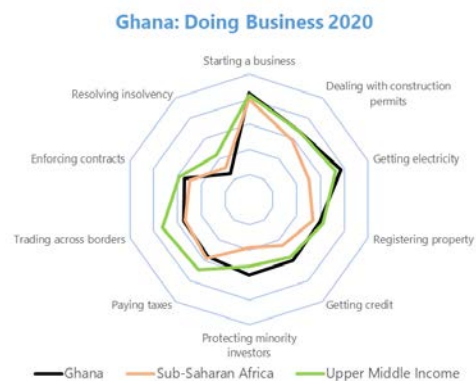 Ghana: Doing Business 2020
Starting a business
Resolving insolvency
Dealing with construction
permits
Enforcing contracts
Getting electricity
Trading across borders
Registering property
Paying taxes
Getting credit
Protecting minority
investors
Ghana
Sub-Saharan Africa
Upper Middle Income